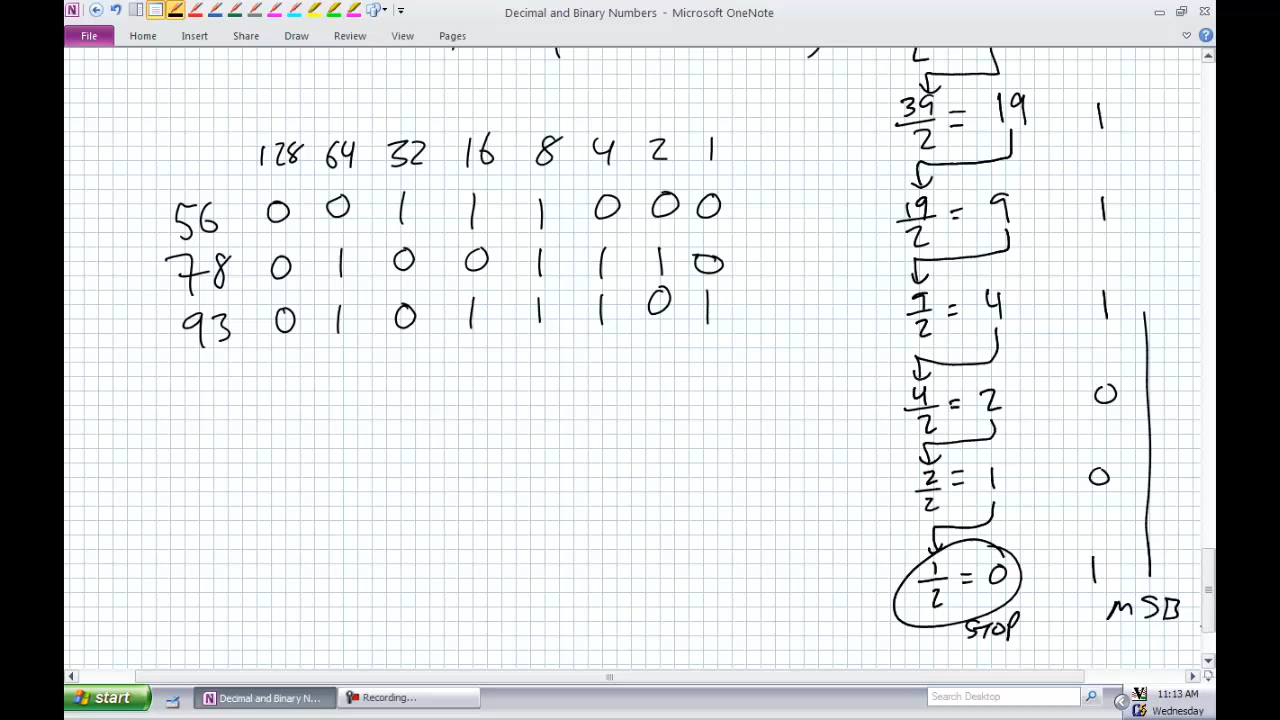 Decimal and Binary Numbers - Microsoft OneNote
File Home Insert Share Draw Review View Pages
128 64 32 16 8 4 2 1
56 0 0 1 1 1 0 0 0
78 0 1 0 0 1 1 1 0
93 0 1 0 1 1 1 0 1
2
39/2 = 19 1
19/2 = 9 1
9/2 = 4 1
4/2 = 2 0
2/2 = 1 0
1/2 = 0 1
STOP
MSB
start
Decimal and Binary N...
Recording...
Search Desktop
11:13 AM
Wednesday